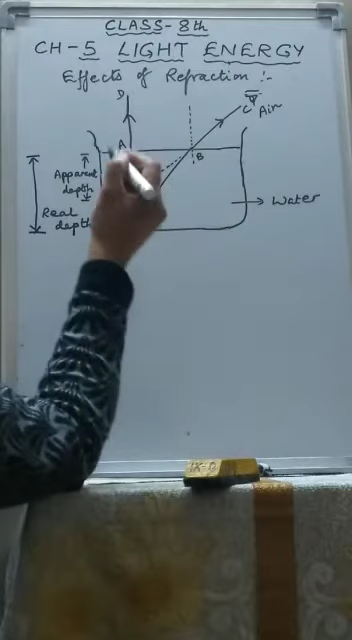 CLASS-8th
CH-5 LIGHT ENERGY
Effects of Refraction :-
D
C
Air
A
B
Apparent
depth
Real
depth
Water